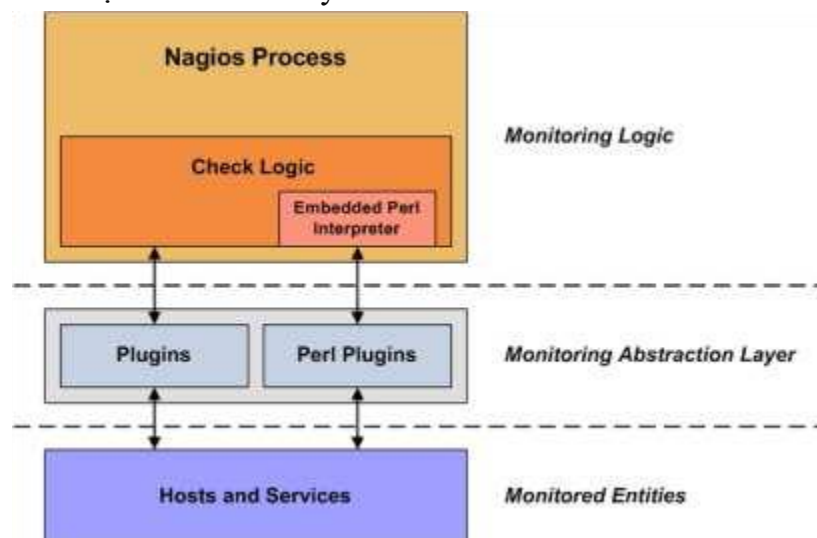 Nagios Process
Monitoring Logic
Check Logic
Embedded Perl
Interpreter
Plugins
Perl Plugins
Monitoring Abstraction Layer
Hosts and Services
Monitored Entities